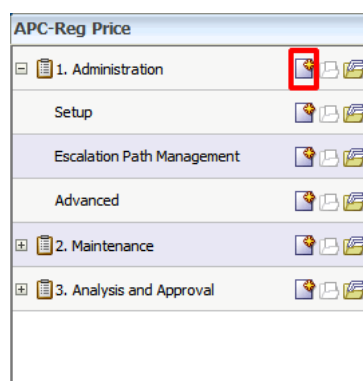 APC-Reg Price
1. Administration
Setup
Escalation Path Management
Advanced
2. Maintenance
3. Analysis and Approval